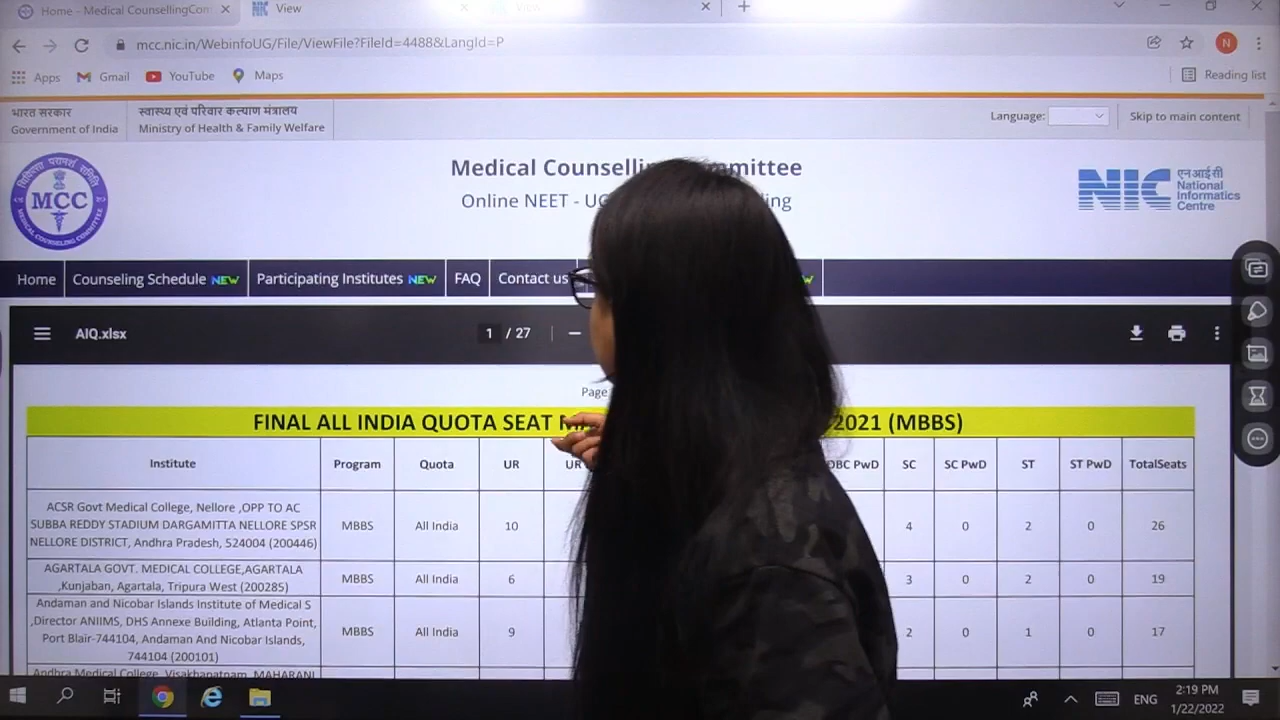 Home - Medical CounsellingCom
View
View
mcc.nic.in/WebinfoUG/File/ViewFile?FileId=4488&LangId=P
N
Apps
Gmail
YouTube
Maps
Reading list
भारत सरकार
Government of India
स्वास्थ्य एवं परिवार कल्याण मंत्रालय
Ministry of Health & Family Welfare
Language:
Skip to main content
MCC
Medical
Online NEET -
NIC
एनआईसी
National
Informatics
Centre
Home
Counseling Schedule NEW
Participating Institutes NEW
FAQ
Contact us
AIQ.xlsx
1 / 27
Page
FINAL ALL INDIA QUOTA SEAT 2021 (MBBS)
Institute Program Quota UR UR PwD SC SC PwD ST ST PwD TotalSeats
ACSR Govt Medical College, Nellore ,OPP TO AC
SUBBA REDDY STADIUM DARGAMITTA NELLORE SPSR
NELLORE DISTRICT, Andhra Pradesh, 524004 (200446)
MBBS All India 10 4 0 2 0 26
AGARTALA GOVT. MEDICAL COLLEGE,AGARTALA
,Kunjaban, Agartala, Tripura West (200285)
MBBS All India 6 3 0 2 0 19
Andaman and Nicobar Islands Institute of Medical S
,Director ANIIMS, DHS Annexe Building, Atlanta Point,
Port Blair-744104, Andaman And Nicobar Islands,
744104 (200101)
MBBS All India 9 2 0 1 0 17
Andhra Medical College, Visakhapatnam, MAHARANI
ENG
2:19 PM
1/22/2022